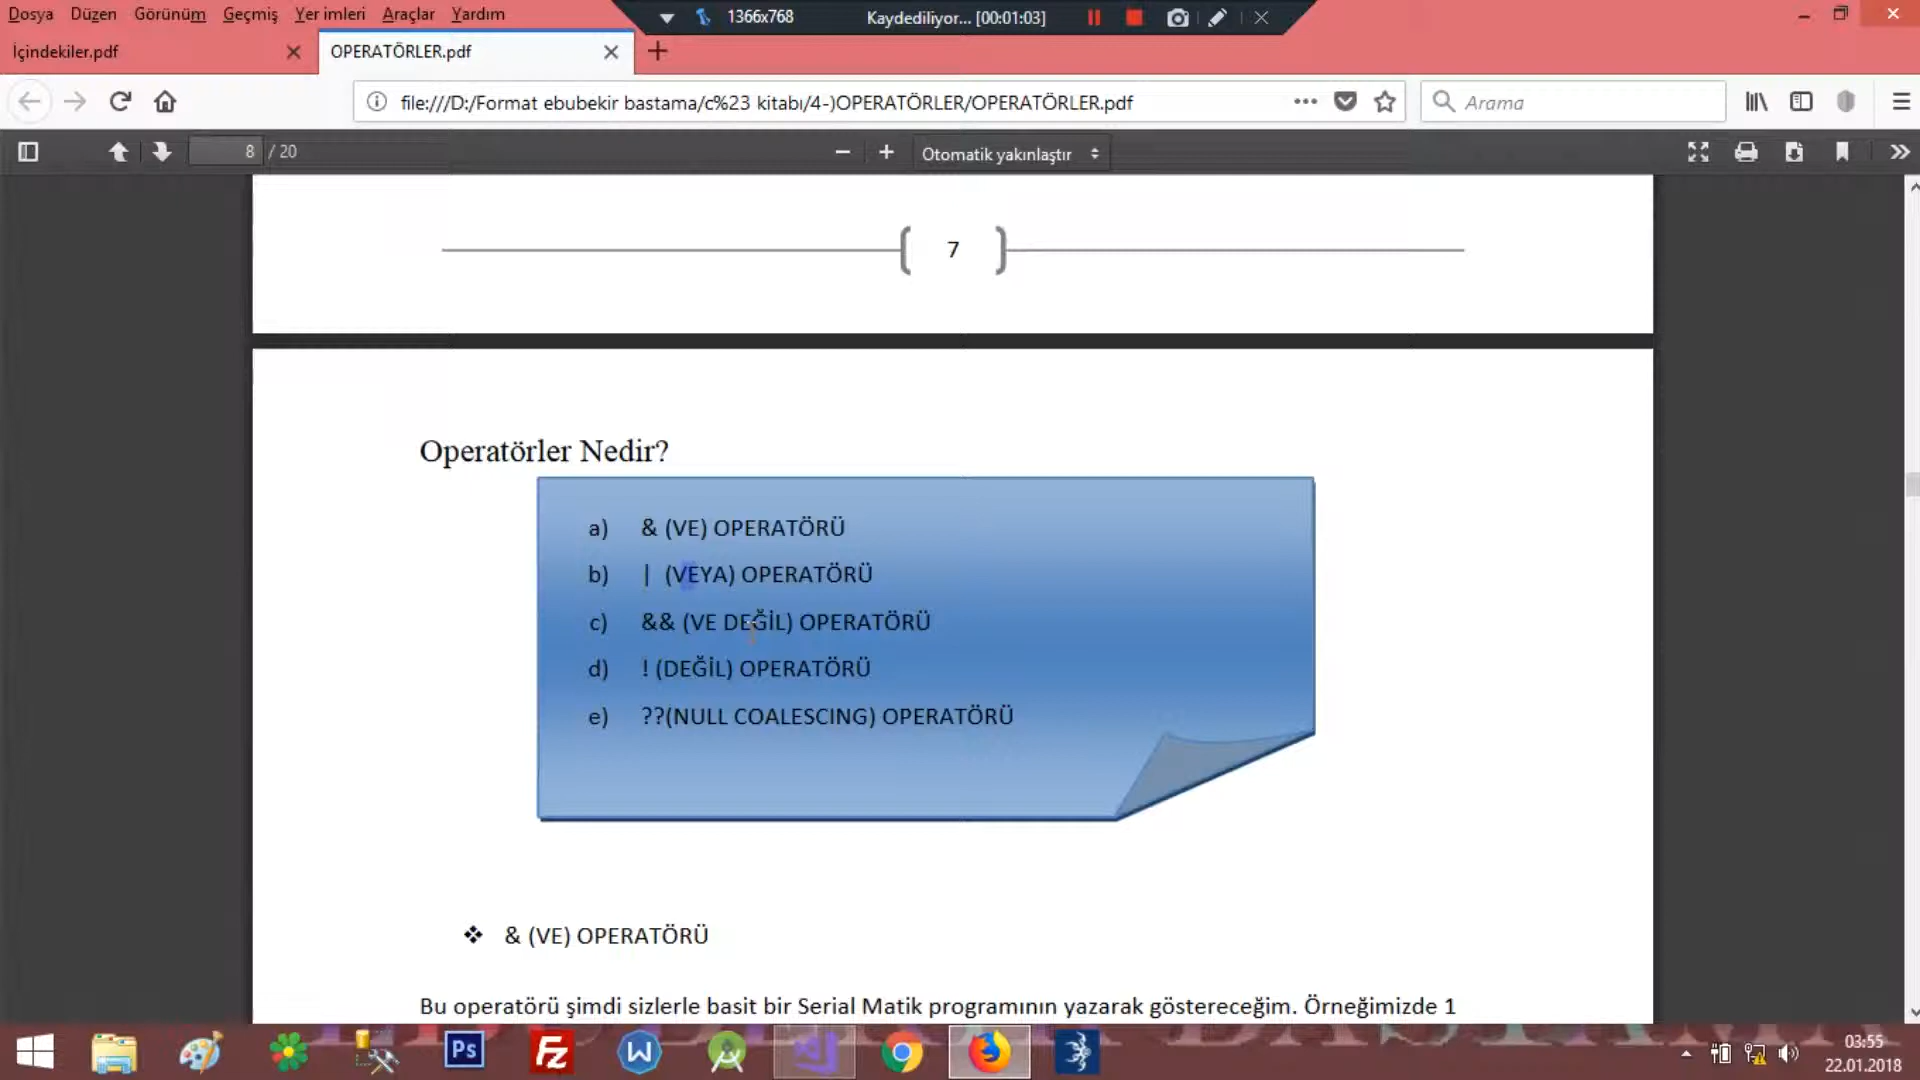 Dosya Düzen Görünüm Geçmiş Yer imleri Araçlar Yardım
1366x768 Kaydediliyor... [00:01:03]
İçindekiler.pdf
OPERATÖRLER.pdf
file:///D:/Format ebubekir bastama/c%23 kitabı/4-)OPERATÖRLER/OPERATÖRLER.pdf
Arama
8 / 20
Otomatik yakınlaştır
7
Operatörler Nedir?
a) & (VE) OPERATÖRÜ
b) | (VEYA) OPERATÖRÜ
c) && (VE DEĞİL) OPERATÖRÜ
d) ! (DEĞİL) OPERATÖRÜ
e) ??(NULL COALESCING) OPERATÖRÜ
❖ & (VE) OPERATÖRÜ
Bu operatörü şimdi sizlerle basit bir Serial Matik programının yazarak göstereceğim. Örneğimizde 1
Ps
Fz
W
03:55
22.01.2018